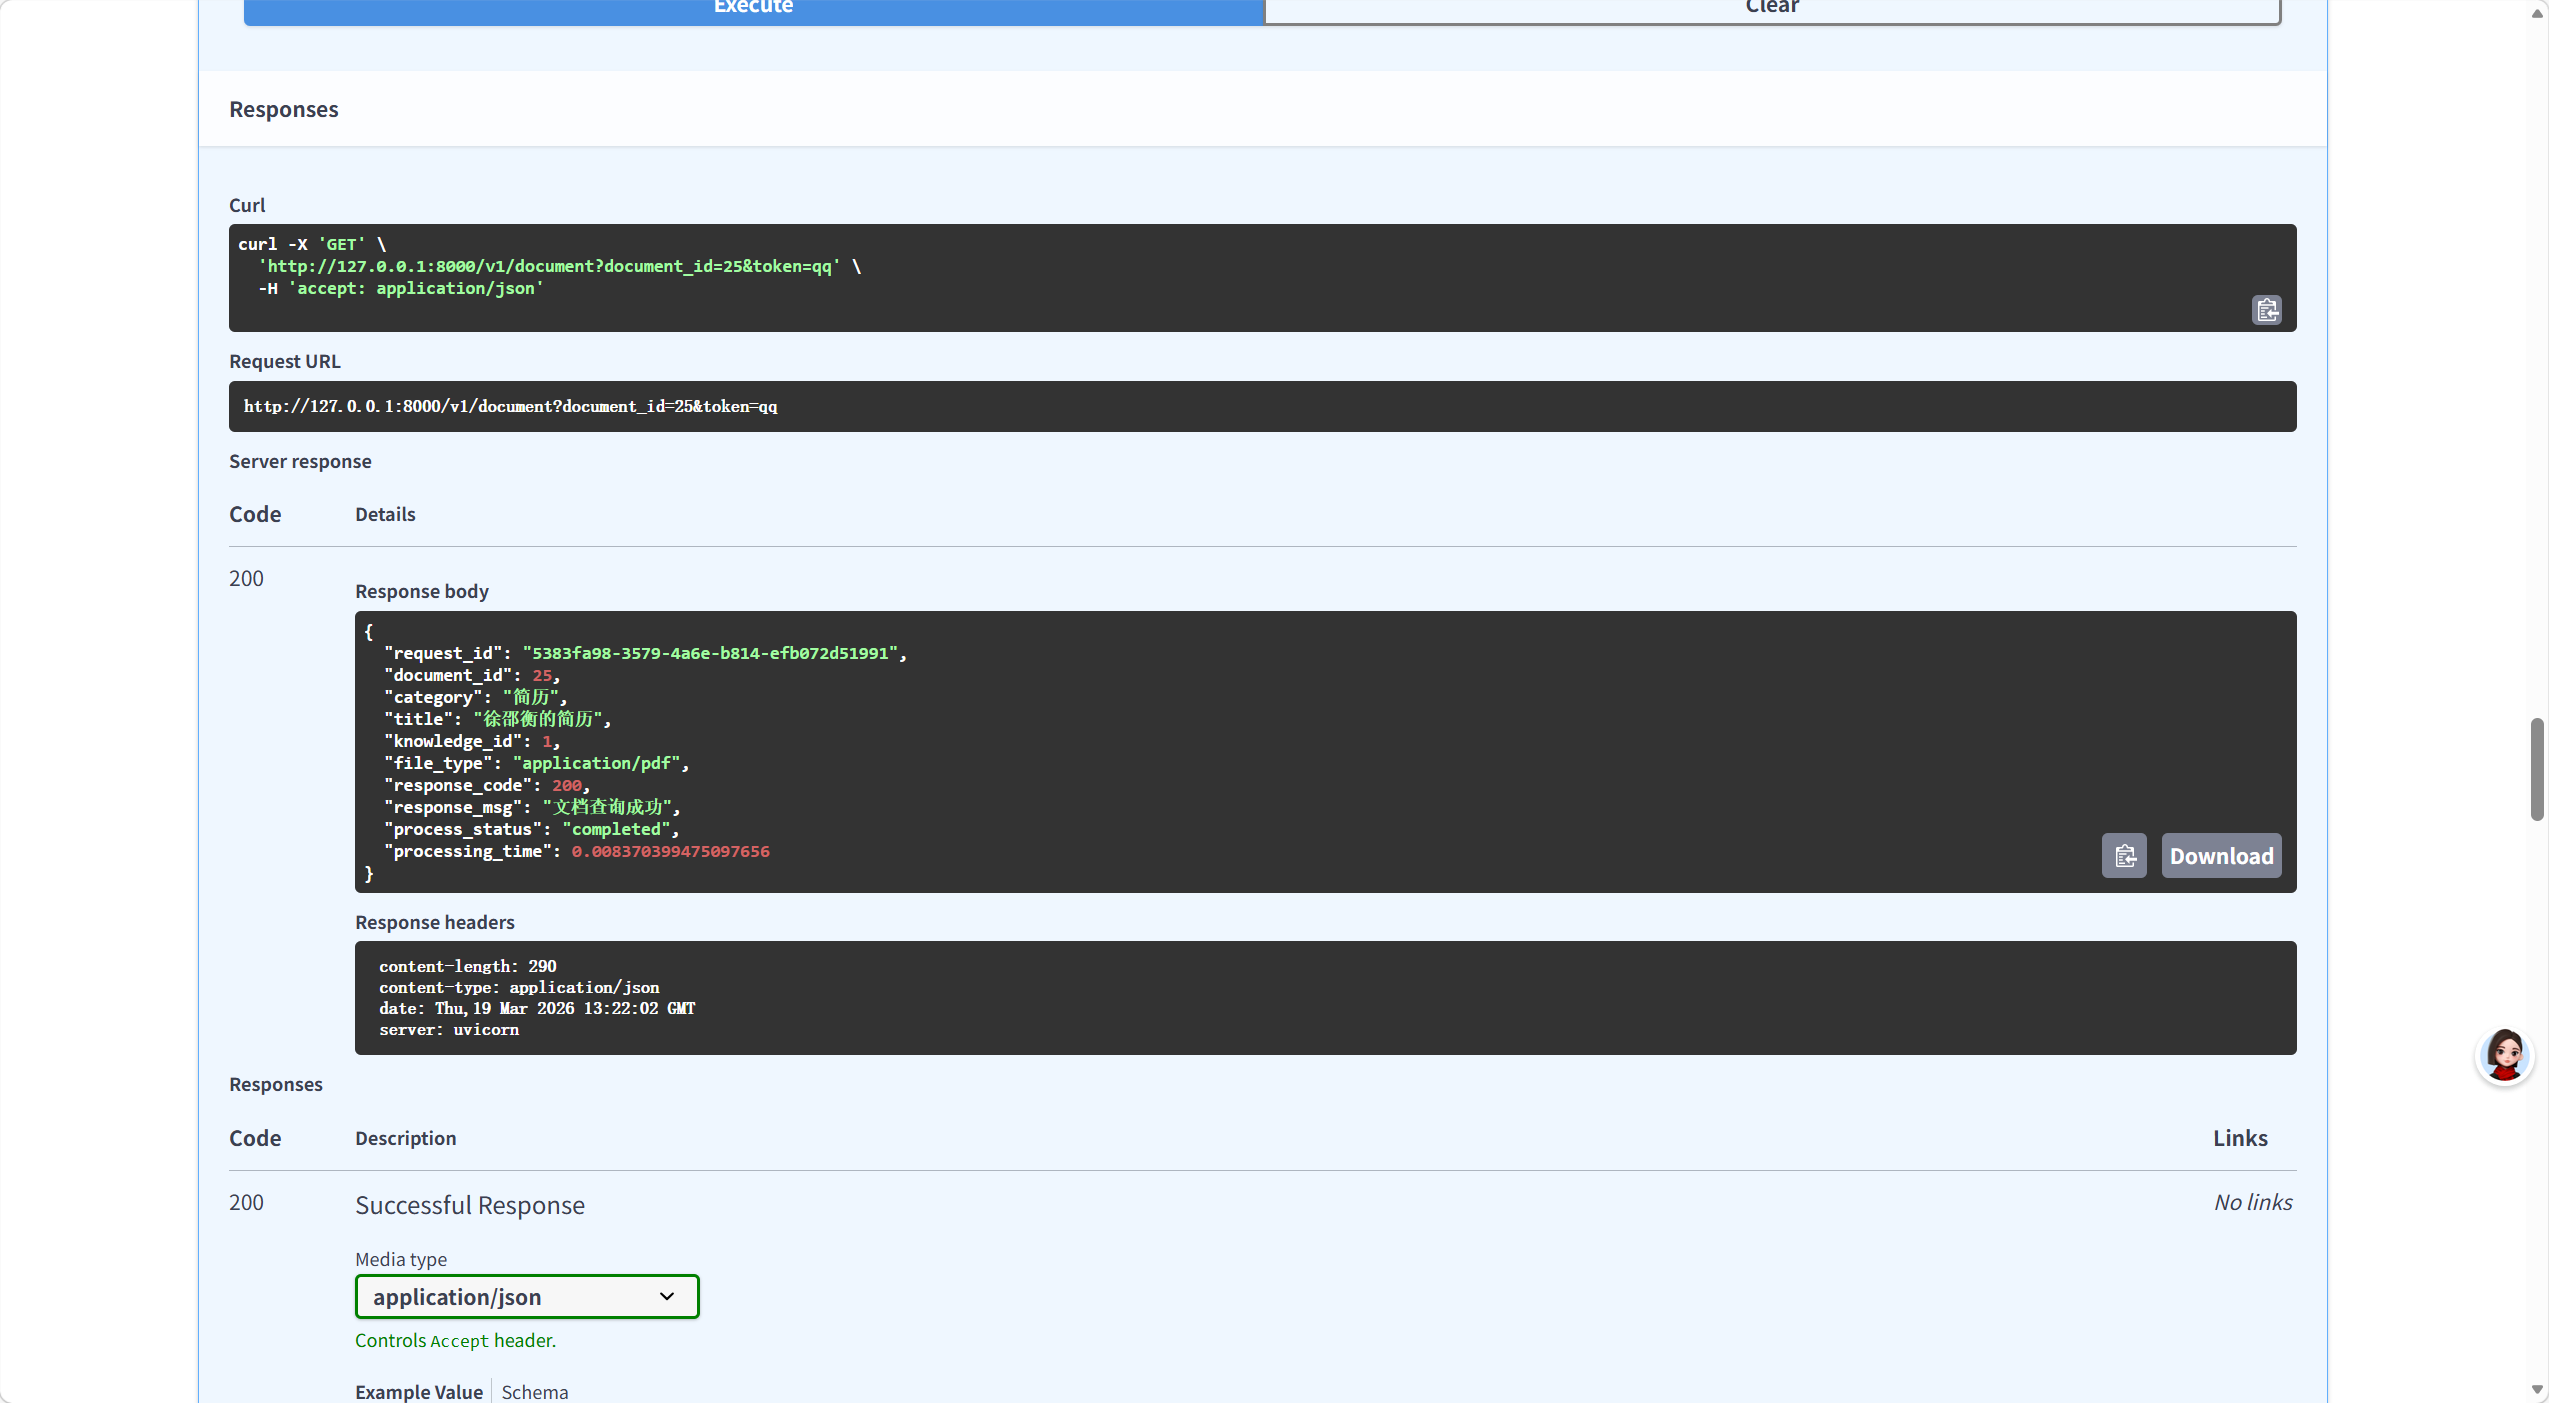 Execute
Clear
Responses
Curl
curl -X 'GET' \
  'http://127.0.0.1:8000/v1/document?document_id=25&token=qq' \
  -H 'accept: application/json'
Request URL
http://127.0.0.1:8000/v1/document?document_id=25&token=qq
Server response
Code Details
200
Response body
{
  "request_id": "5383fa98-3579-4a6e-b814-efb072d51991",
  "document_id": 25,
  "category": "简历",
  "title": "徐邵衡的简历",
  "knowledge_id": 1,
  "file_type": "application/pdf",
  "response_code": 200,
  "response_msg": "文档查询成功",
  "process_status": "completed",
  "processing_time": 0.008370399475097656
}
Download
Response headers
content-length: 290
content-type: application/json
date: Thu,19 Mar 2026 13:22:02 GMT
server: uvicorn
Responses
Code Description Links
200 Successful Response No links
Media type
application/json
Controls Accept header.
Example Value Schema